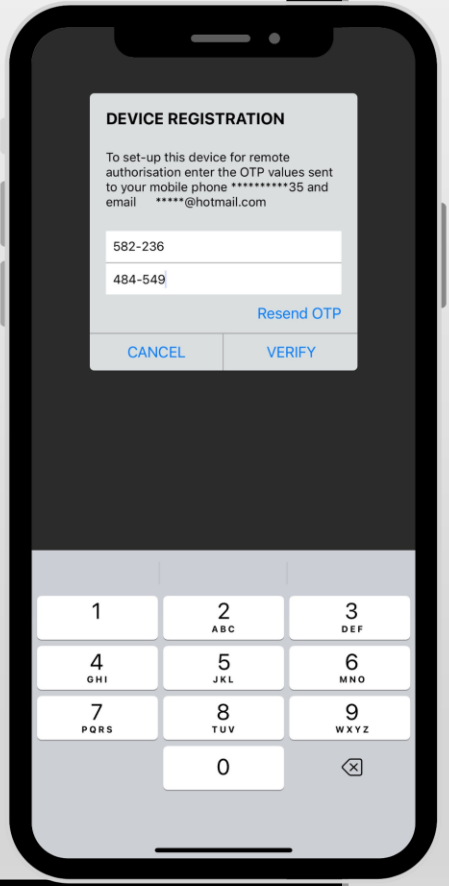 DEVICE REGISTRATION
To set-up this device for remote
authorisation enter the OTP values sent
to your mobile phone **********35 and
email *****@hotmail.com
582-236
484-549
Resend OTP
CANCEL VERIFY
1 2 3
ABC DEF
4 5 6
GHI JKL MNO
7 8 9
PQRS TUV WXYZ
0